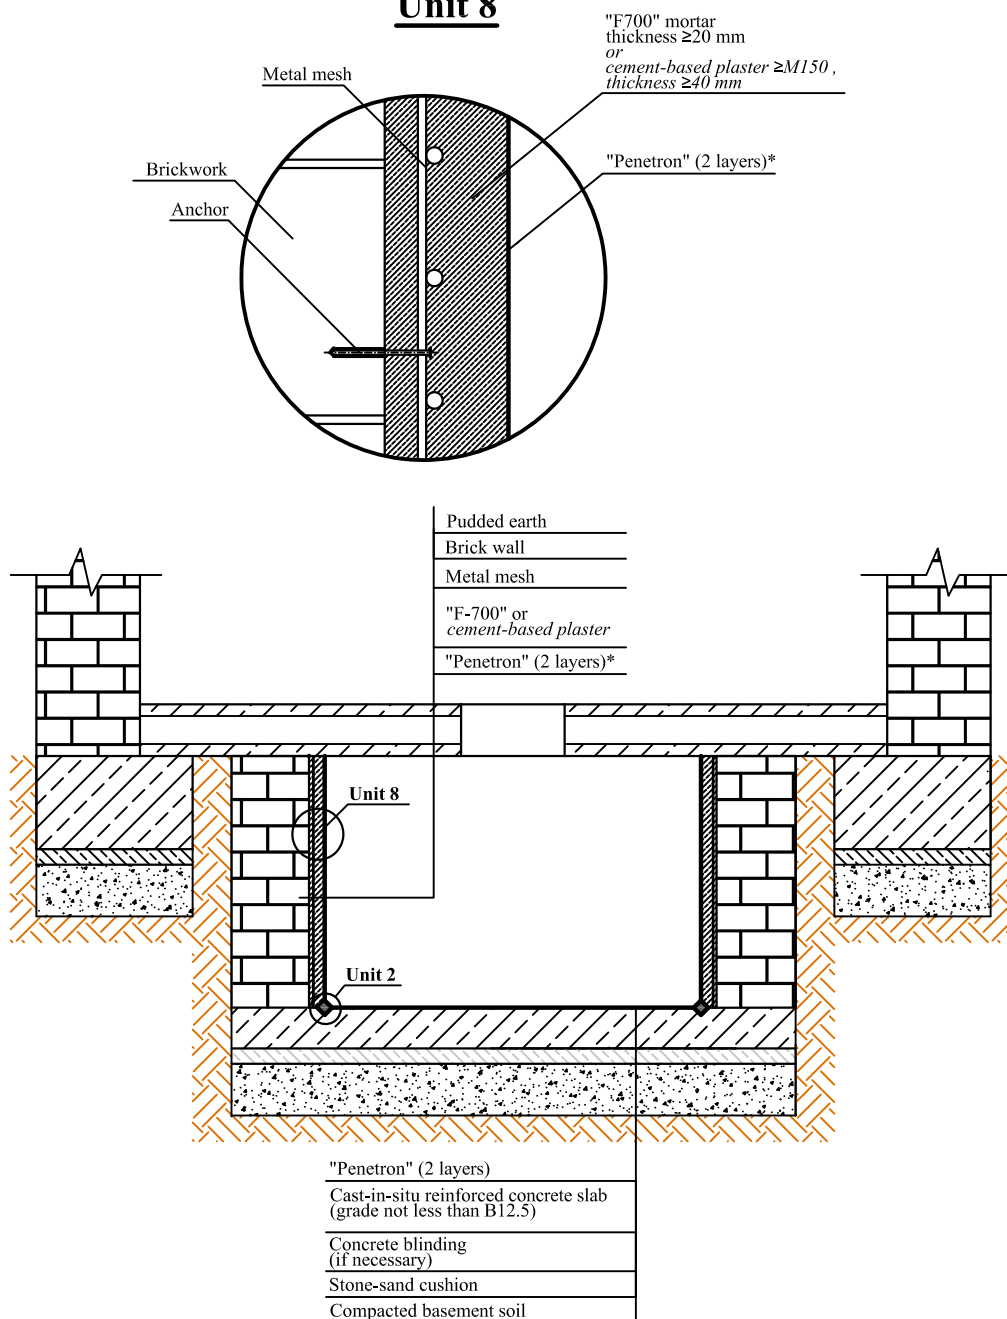 Unit 8
"F700" mortar
thickness ≥20 mm
or
cement-based plaster ≥M150 ,
thickness ≥40 mm
Metal mesh
"Penetron" (2 layers)*
Brickwork
Anchor
Pudded earth
Brick wall
Metal mesh
"F-700" or
cement-based plaster
"Penetron" (2 layers)*
Unit 8
Unit 2
"Penetron" (2 layers)
Cast-in-situ reinforced concrete slab
(grade not less than B12.5)
Concrete blinding
(if necessary)
Stone-sand cushion
Compacted basement soil